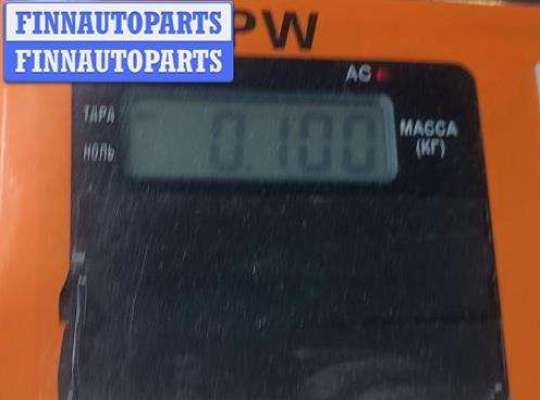 FINNAUTOPARTS
FINNAUTOPARTS
PW
AC
ТАРА
НОЛЬ
0.100
МАССА
(КГ)